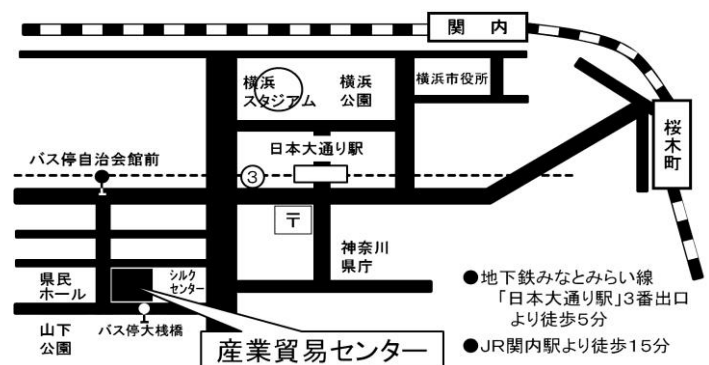 関 内
横浜
スタジアム
横浜
公園
横浜市役所
桜木町
日本大通り駅
バス停自治会館前
③
〒
神奈川
県庁
県民
ホール
シルク
センター
山下
公園
バス停大桟橋
産業貿易センター
●地下鉄みなとみらい線
「日本大通り駅」3番出口
より徒歩5分
●JR関内駅より徒歩15分